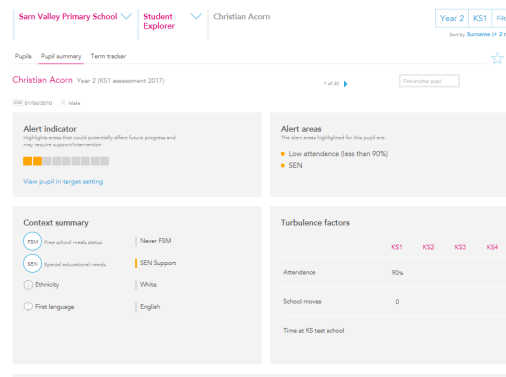 Sarn Valley Primary School
Student Explorer
Christian Acorn
Year 2 KS1
Sort by Surname (+ 2
Pupils Pupil summary Term tracker
Christian Acorn Year 2 (KS1 assessment 2017)
1 of 30
Find another pupil
DOB 01/06/2010 Male
Alert indicator
Highlights areas that could potentially affect future progress and
may require support/intervention
View pupil in target setting
Alert areas
The alert areas highlighted for this pupil are:
Low attendance (less than 90%)
SEN
Context summary
FSM Free school meals status Never FSM
SEN Special educational needs SEN Support
Ethnicity White
First language English
Turbulence factors
KS1 KS2 KS3 KS4
Attendance 90%
School moves 0
Time at KS test school